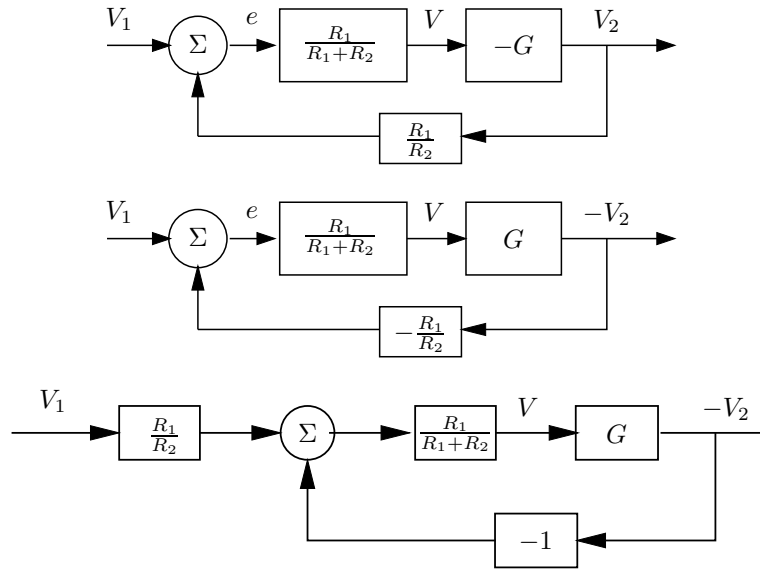 V₁ e V V₂
Σ R₁/(R₁+R₂) −G
R₁/R₂
V₁ e V −V₂
Σ R₁/(R₁+R₂) G
−R₁/R₂
V₁ V −V₂
R₁/R₂ Σ R₁/(R₁+R₂) G
−1